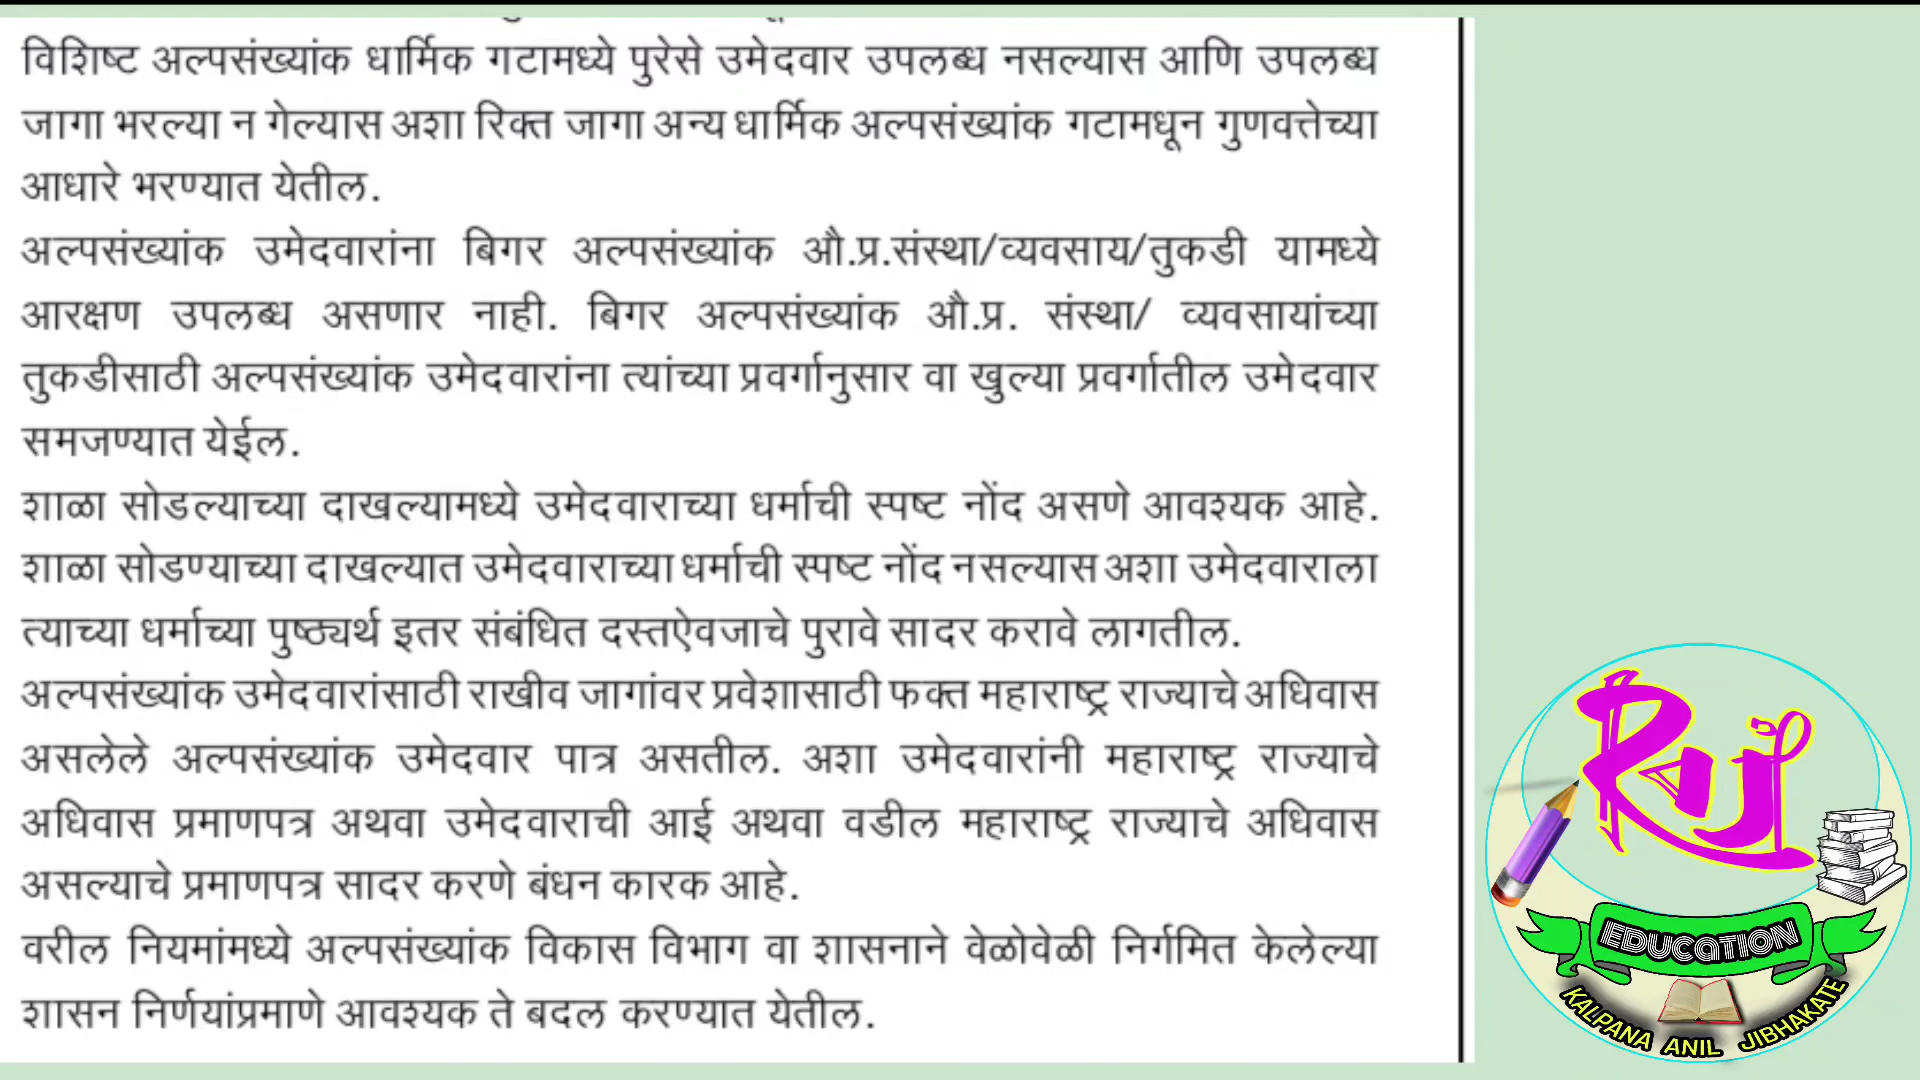 विशिष्ट अल्पसंख्यांक धार्मिक गटामध्ये पुरेसे उमेदवार उपलब्ध नसल्यास आणि उपलब्ध
जागा भरल्या न गेल्यास अशा रिक्त जागा अन्य धार्मिक अल्पसंख्यांक गटामधून गुणवत्तेच्या
आधारे भरण्यात येतील.
अल्पसंख्यांक उमेदवारांना बिगर अल्पसंख्यांक औ.प्र.संस्था/व्यवसाय/तुकडी यामध्ये
आरक्षण उपलब्ध असणार नाही. बिगर अल्पसंख्यांक औ.प्र. संस्था/ व्यवसायांच्या
तुकडीसाठी अल्पसंख्यांक उमेदवारांना त्यांच्या प्रवर्गानुसार वा खुल्या प्रवर्गातील उमेदवार
समजण्यात येईल.
शाळा सोडल्याच्या दाखल्यामध्ये उमेदवाराच्या धर्माची स्पष्ट नोंद असणे आवश्यक आहे.
शाळा सोडण्याच्या दाखल्यात उमेदवाराच्या धर्माची स्पष्ट नोंद नसल्यास अशा उमेदवाराला
त्याच्या धर्माच्या पुष्ठ्यर्थ इतर संबंधित दस्तऐवजाचे पुरावे सादर करावे लागतील.
अल्पसंख्यांक उमेदवारांसाठी राखीव जागांवर प्रवेशासाठी फक्त महाराष्ट्र राज्याचे अधिवास
असलेले अल्पसंख्यांक उमेदवार पात्र असतील. अशा उमेदवारांनी महाराष्ट्र राज्याचे
अधिवास प्रमाणपत्र अथवा उमेदवाराची आई अथवा वडील महाराष्ट्र राज्याचे अधिवास
असल्याचे प्रमाणपत्र सादर करणे बंधन कारक आहे.
वरील नियमांमध्ये अल्पसंख्यांक विकास विभाग वा शासनाने वेळोवेळी निर्गमित केलेल्या
शासन निर्णयांप्रमाणे आवश्यक ते बदल करण्यात येतील.
Raj
EDUCATION
KALPANA ANIL JIBHAKATE